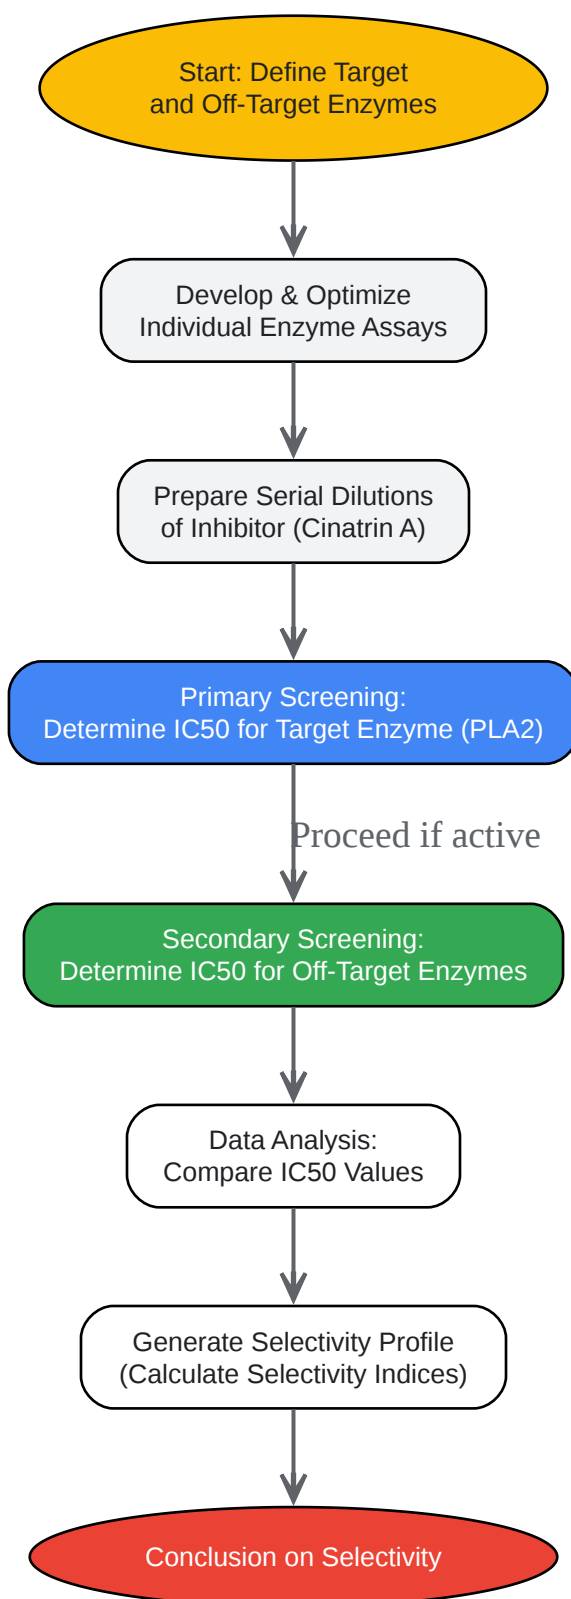 Start: Define Target
and Off-Target Enzymes
Develop & Optimize
Individual Enzyme Assays
Prepare Serial Dilutions
of Inhibitor (Cinatrin A)
Primary Screening:
Determine IC50 for Target Enzyme (PLA2)
Proceed if active
Secondary Screening:
Determine IC50 for Off-Target Enzymes
Data Analysis:
Compare IC50 Values
Generate Selectivity Profile
(Calculate Selectivity Indices)
Conclusion on Selectivity